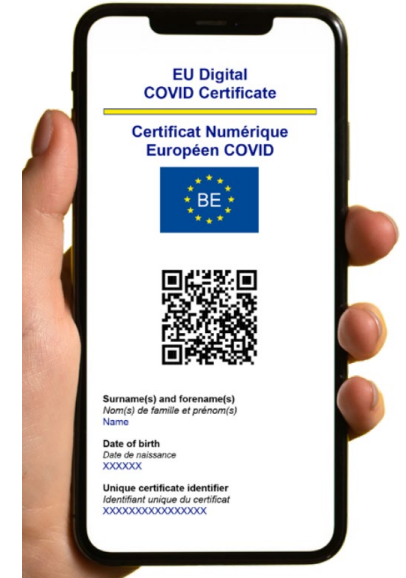 EU Digital
COVID Certificate
Certificat Numérique
Européen COVID
BE
Surname(s) and forename(s)
Nom(s) de famille et prénom(s)
Name
Date of birth
Date de naissance
XXXXXX
Unique certificate identifier
Identifiant unique du certificat
XXXXXXXXXXXXXXXX